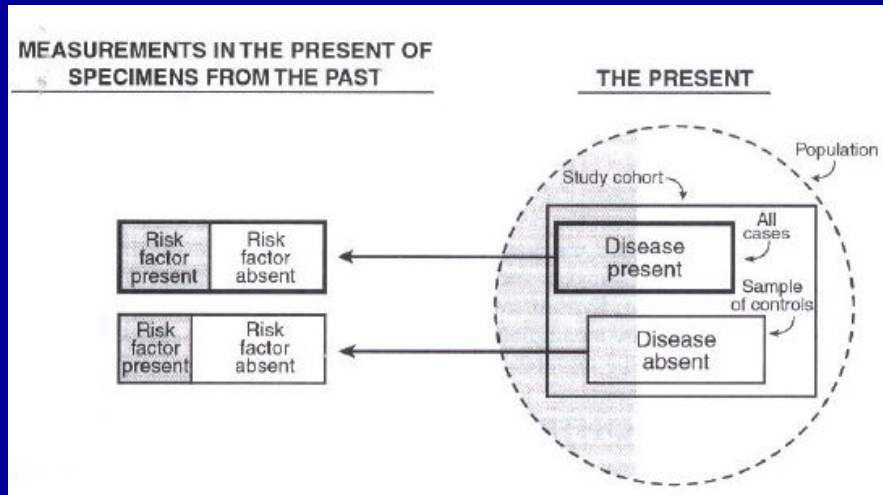 MEASUREMENTS IN THE PRESENT OF
SPECIMENS FROM THE PAST
THE PRESENT
Population
Study cohort
All
cases
Disease
present
Sample
of controls
Disease
absent
Risk
factor
present
Risk
factor
absent
Risk
factor
present
Risk
factor
absent